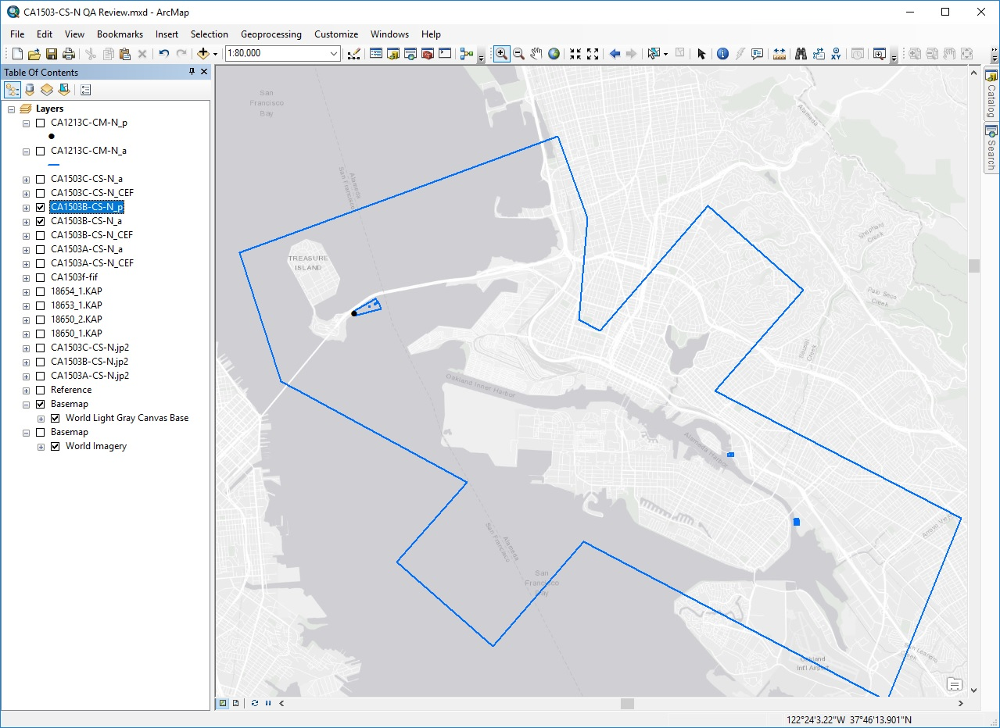 CA1503-CS-N QA Review.mxd - ArcMap
File Edit View Bookmarks Insert Selection Geoprocessing Customize Windows Help
1:80,000
Table Of Contents
Layers
CA1213C-CM-N_p
CA1213C-CM-N_a
CA1503C-CS-N_a
CA1503C-CS-N_CEF
CA1503B-CS-N_p
CA1503B-CS-N_a
CA1503B-CS-N_CEF
CA1503A-CS-N_a
CA1503A-CS-N_CEF
CA1503f-fif
18654_1.KAP
18653_1.KAP
18650_2.KAP
18650_1.KAP
CA1503C-CS-N.jp2
CA1503B-CS-N.jp2
CA1503A-CS-N.jp2
Reference
Basemap
World Light Gray Canvas Base
Basemap
World Imagery
San
Francisco
Bay
Alameda
Alameda
San Francisco
TREASURE
ISLAND
Shephard
Creek
Palo Seco
Creek
Sausal
Creek
Oakland Inner Harbor
Alameda Harbor
Alameda
San Francisco
San
Francisco
Bay
Arroyo Viejo
San Leandro
Creek
Oakland
Int'l Airport
Catalog
Search
XY
122°24'3.22"W 37°46'13.901"N